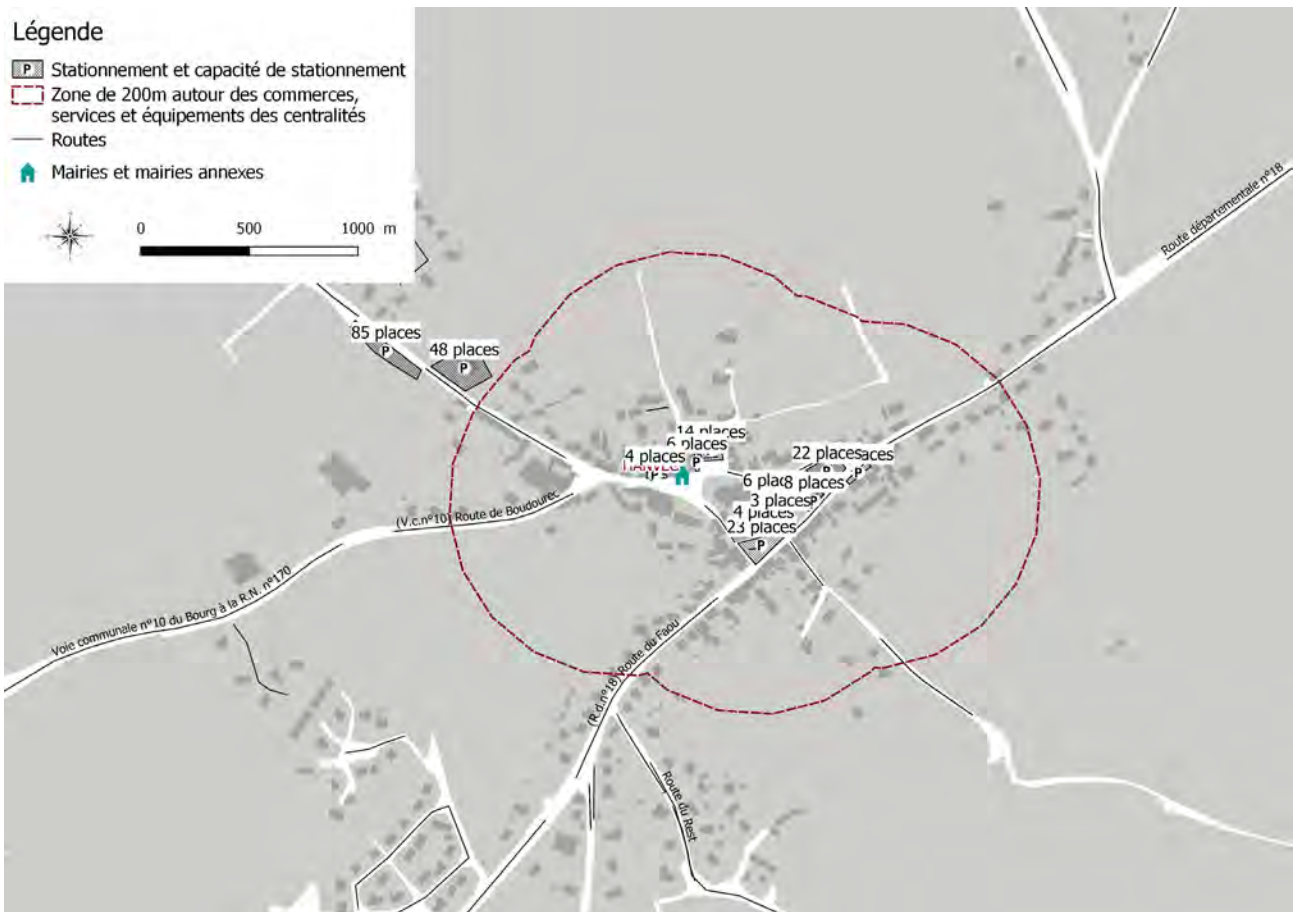 Légende
P Stationnement et capacité de stationnement
Zone de 200m autour des commerces,
services et équipements des centralités
Routes
Mairies et mairies annexes
0 500 1000 m
Route départementale n°18
85 places
P
48 places
P
14 places
6 places
4 places
P
22 places
P
P
8 places
3 places
P
4 places
23 places
P
(V.c.n°10) Route de Boudourec
Voie communale n°10 du Bourg à la R.N. n°170
(R.d.n°18) Route du Faou
Route du Rest